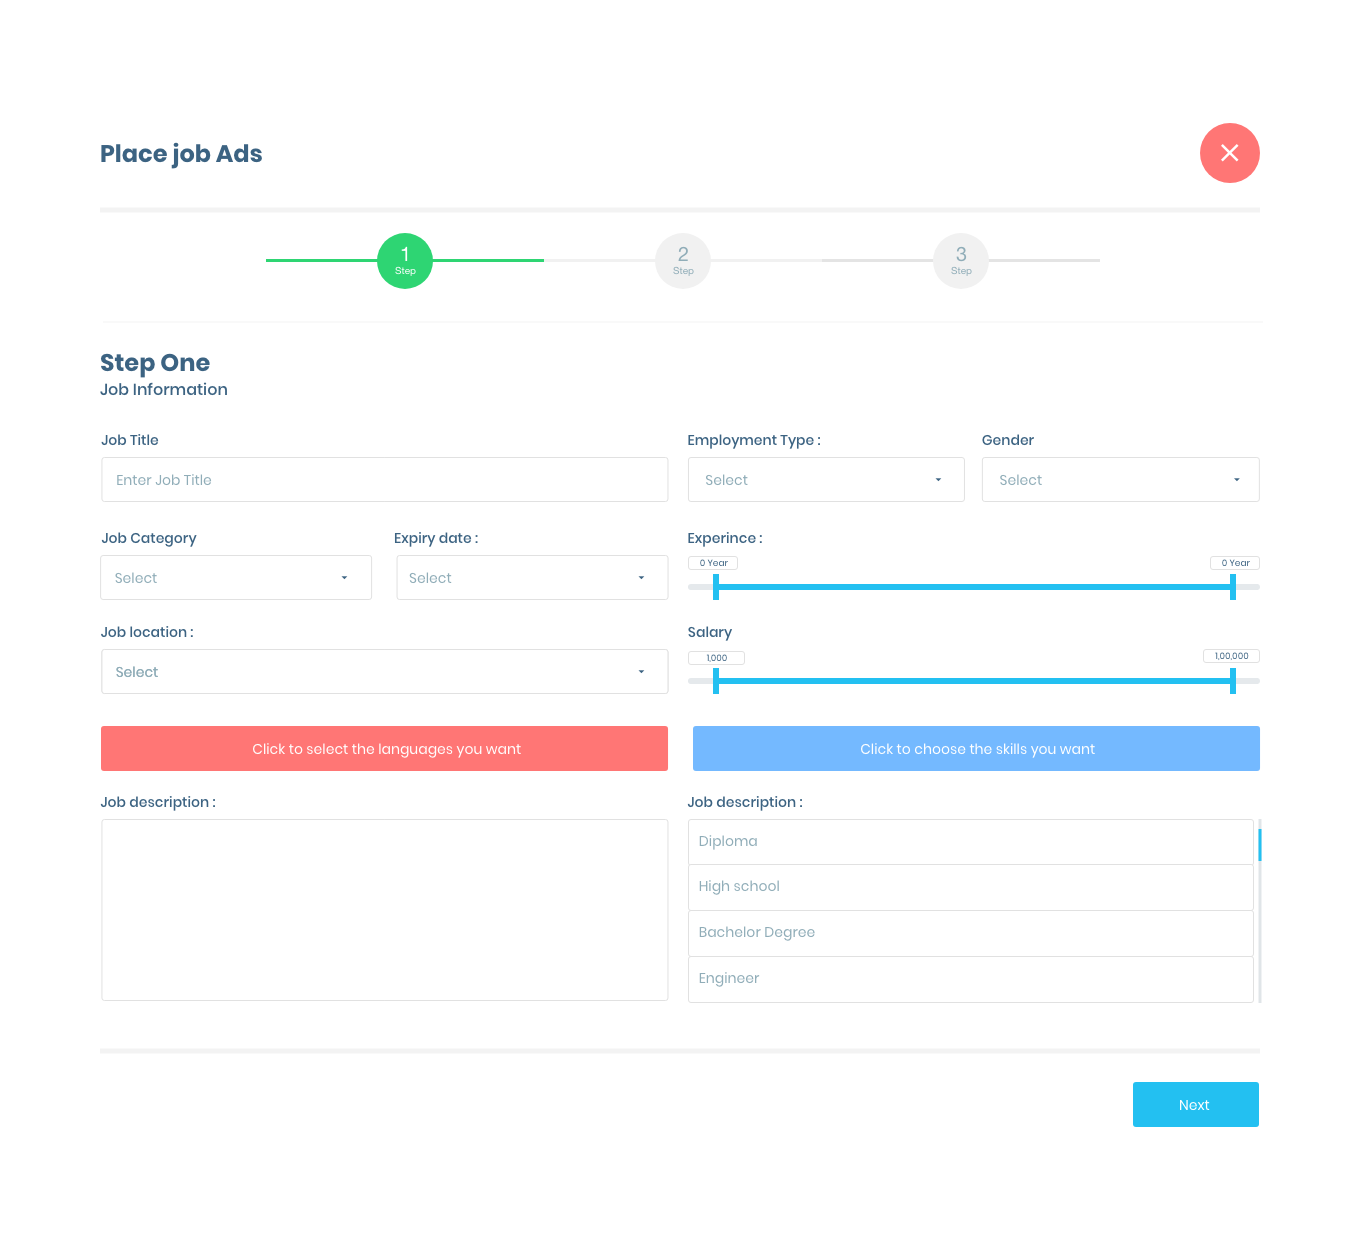 Place job Ads
1
Step
2
Step
3
Step
Step One
Job Information
Job Title
Employment Type :
Gender
Enter Job Title
Select
Select
Job Category
Expiry date :
Experince :
Select
Select
0 Year
0 Year
Job location :
Salary
Select
1,000
1,00,000
Click to select the languages you want
Click to choose the skills you want
Job description :
Job description :
Diploma
High school
Bachelor Degree
Engineer
Next